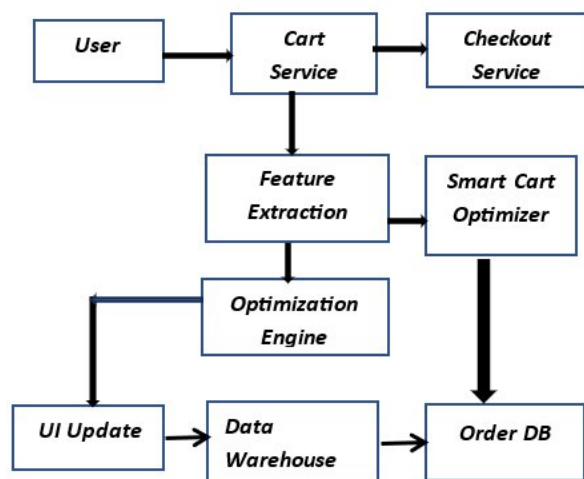 User
Cart
Service
Checkout
Service
Feature
Extraction
Smart Cart
Optimizer
Optimization
Engine
UI Update
Data
Warehouse
Order DB